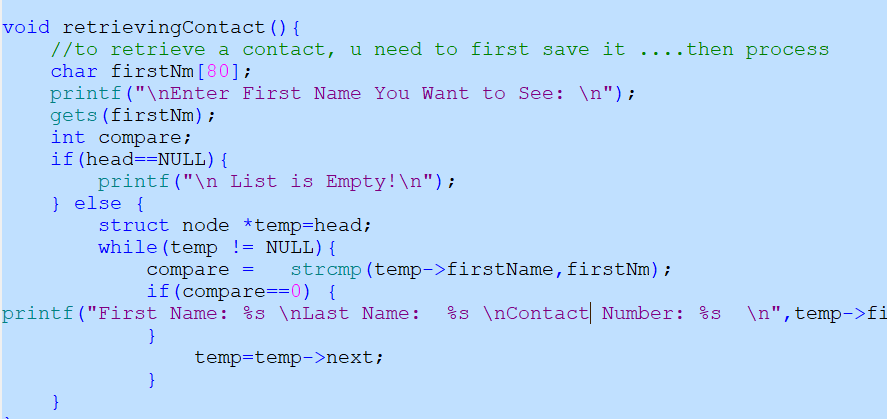 void retrievingContact(){
    //to retrieve a contact, u need to first save it ....then process
    char firstNm[80];
    printf("\nEnter First Name You Want to See: \n");
    gets(firstNm);
    int compare;
    if(head==NULL){
        printf("\n List is Empty!\n");
    } else {
        struct node *temp=head;
        while(temp != NULL){
            compare =   strcmp(temp->firstName,firstNm);
            if(compare==0) {
printf("First Name: %s \nLast Name:  %s \nContact Number: %s  \n",temp->fi
            }
                temp=temp->next;
            }
    }